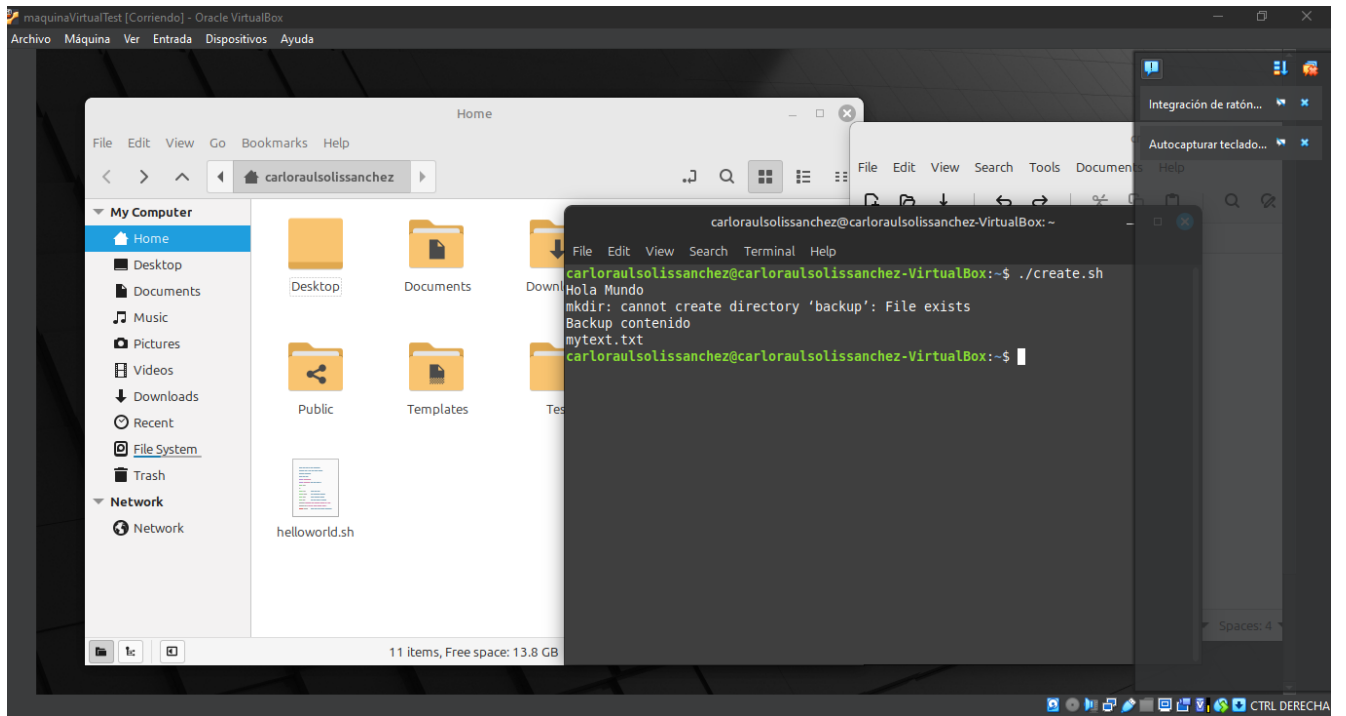 maquinaVirtualTest [Corriendo] - Oracle VirtualBox
Archivo Máquina Ver Entrada Dispositivos Ayuda
Home
File Edit View Go Bookmarks Help
carloraulsolissanchez
My Computer
Home
Desktop
Documents
Music
Pictures
Videos
Downloads
Recent
File System
Trash
Network
Network
Desktop
Documents
Downl
Public
Templates
Tes
helloworld.sh
11 items, Free space: 13.8 GB
File Edit View Search Tools Documents Help
carloraulsolissanchez@carloraulsolissanchez-VirtualBox: ~
File Edit View Search Terminal Help
carloraulsolissanchez@carloraulsolissanchez-VirtualBox:~$ ./create.sh
Hola Mundo
mkdir: cannot create directory ‘backup’: File exists
Backup contenido
mytext.txt
carloraulsolissanchez@carloraulsolissanchez-VirtualBox:~$
Integración de ratón...
Autocapturar teclado...
Spaces: 4
CTRL DERECHA